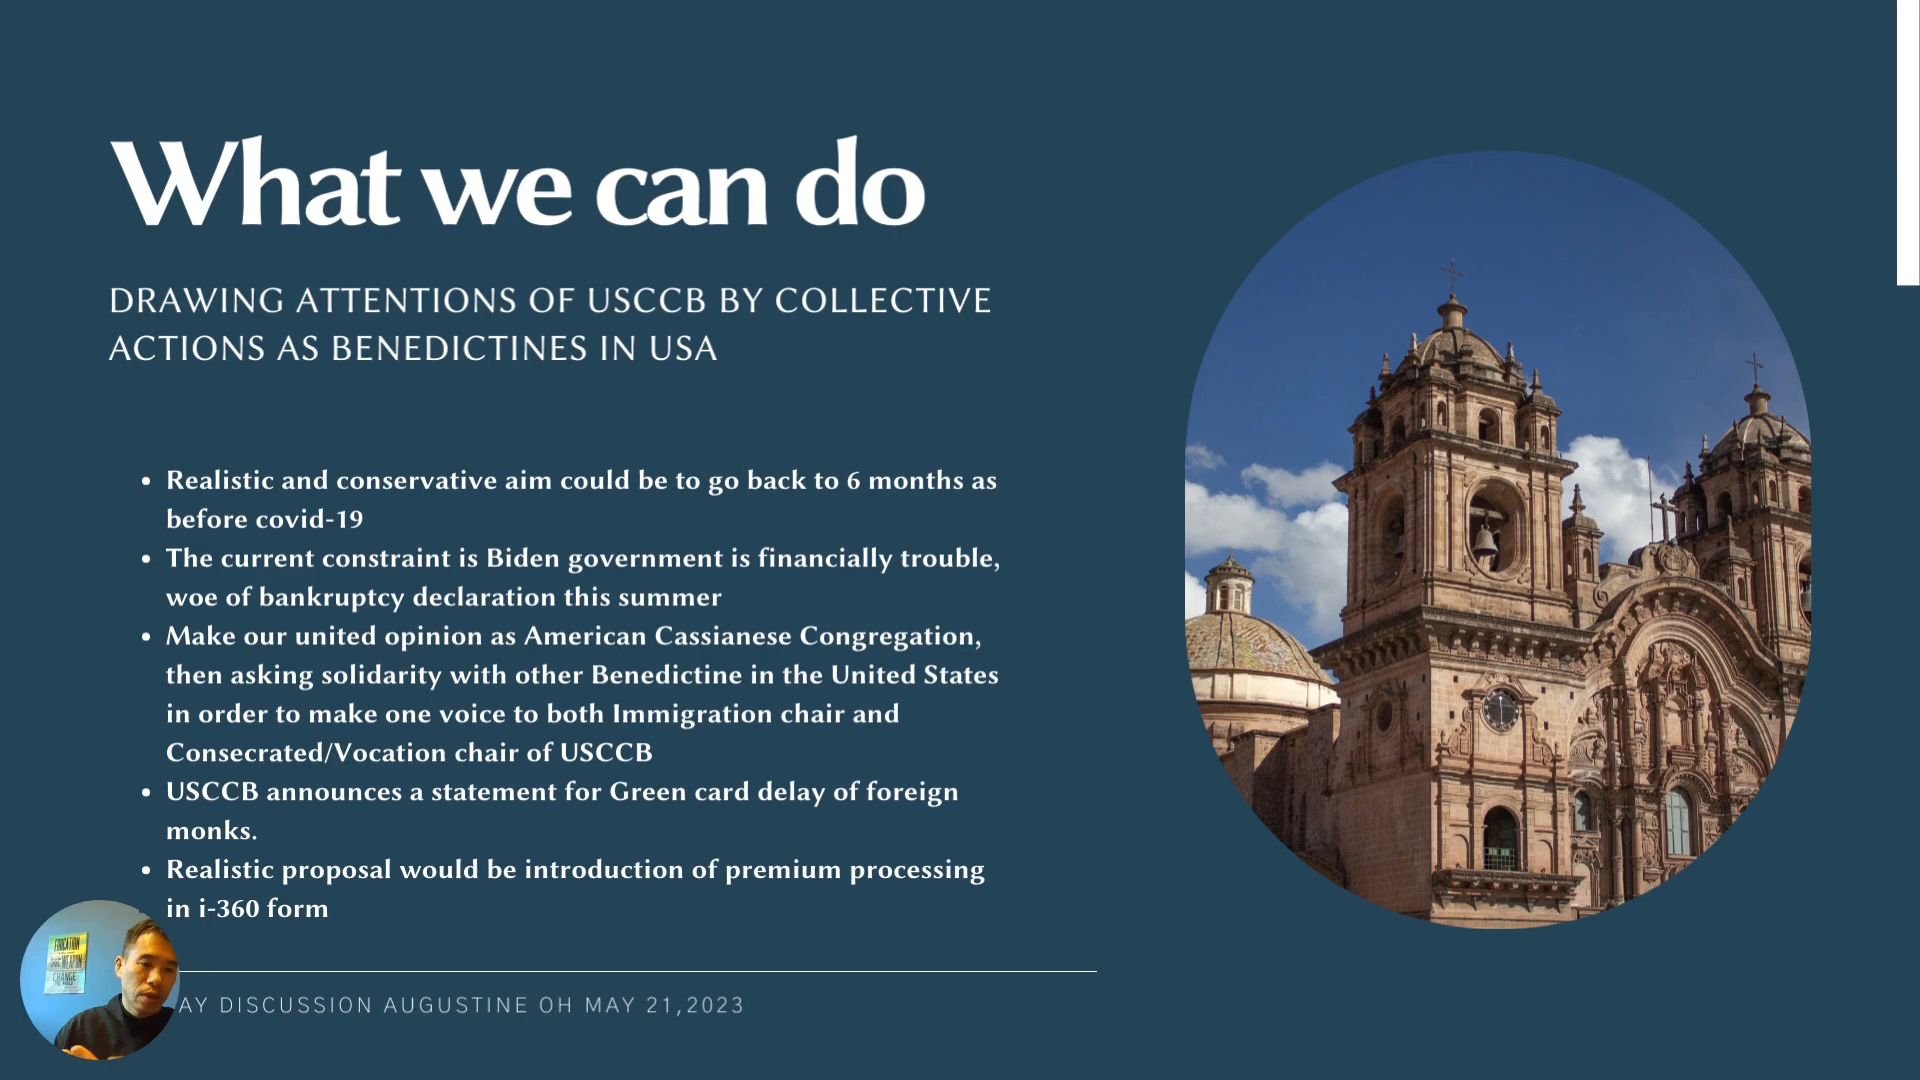 What we can do
DRAWING ATTENTIONS OF USCCB BY COLLECTIVE
ACTIONS AS BENEDICTINES IN USA
• Realistic and conservative aim could be to go back to 6 months as
before covid-19
• The current constraint is Biden government is financially trouble,
woe of bankruptcy declaration this summer
• Make our united opinion as American Cassianese Congregation,
then asking solidarity with other Benedictine in the United States
in order to make one voice to both Immigration chair and
Consecrated/Vocation chair of USCCB
• USCCB announces a statement for Green card delay of foreign
monks.
• Realistic proposal would be introduction of premium processing
in i-360 form
EDUCATION
WEAPON
CHANGE
AY DISCUSSION AUGUSTINE OH MAY 21,2023